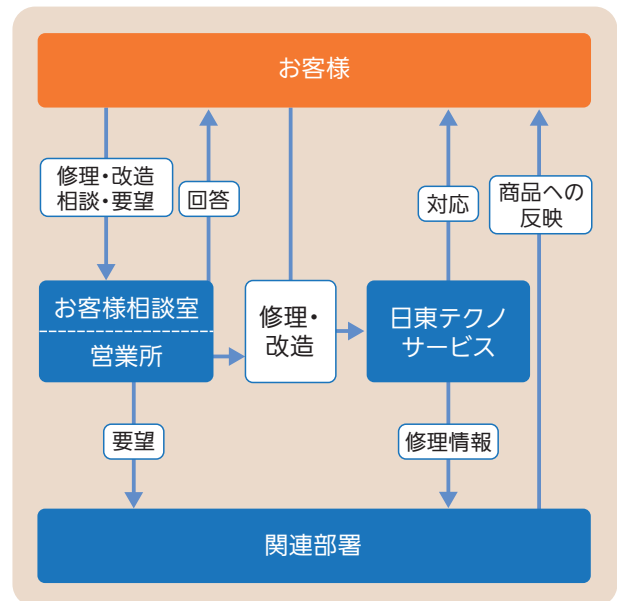 お客様
修理・改造
相談・要望
回答
対応
商品への
反映
お客様相談室
営業所
修理・
改造
日東テクノ
サービス
要望
修理情報
関連部署